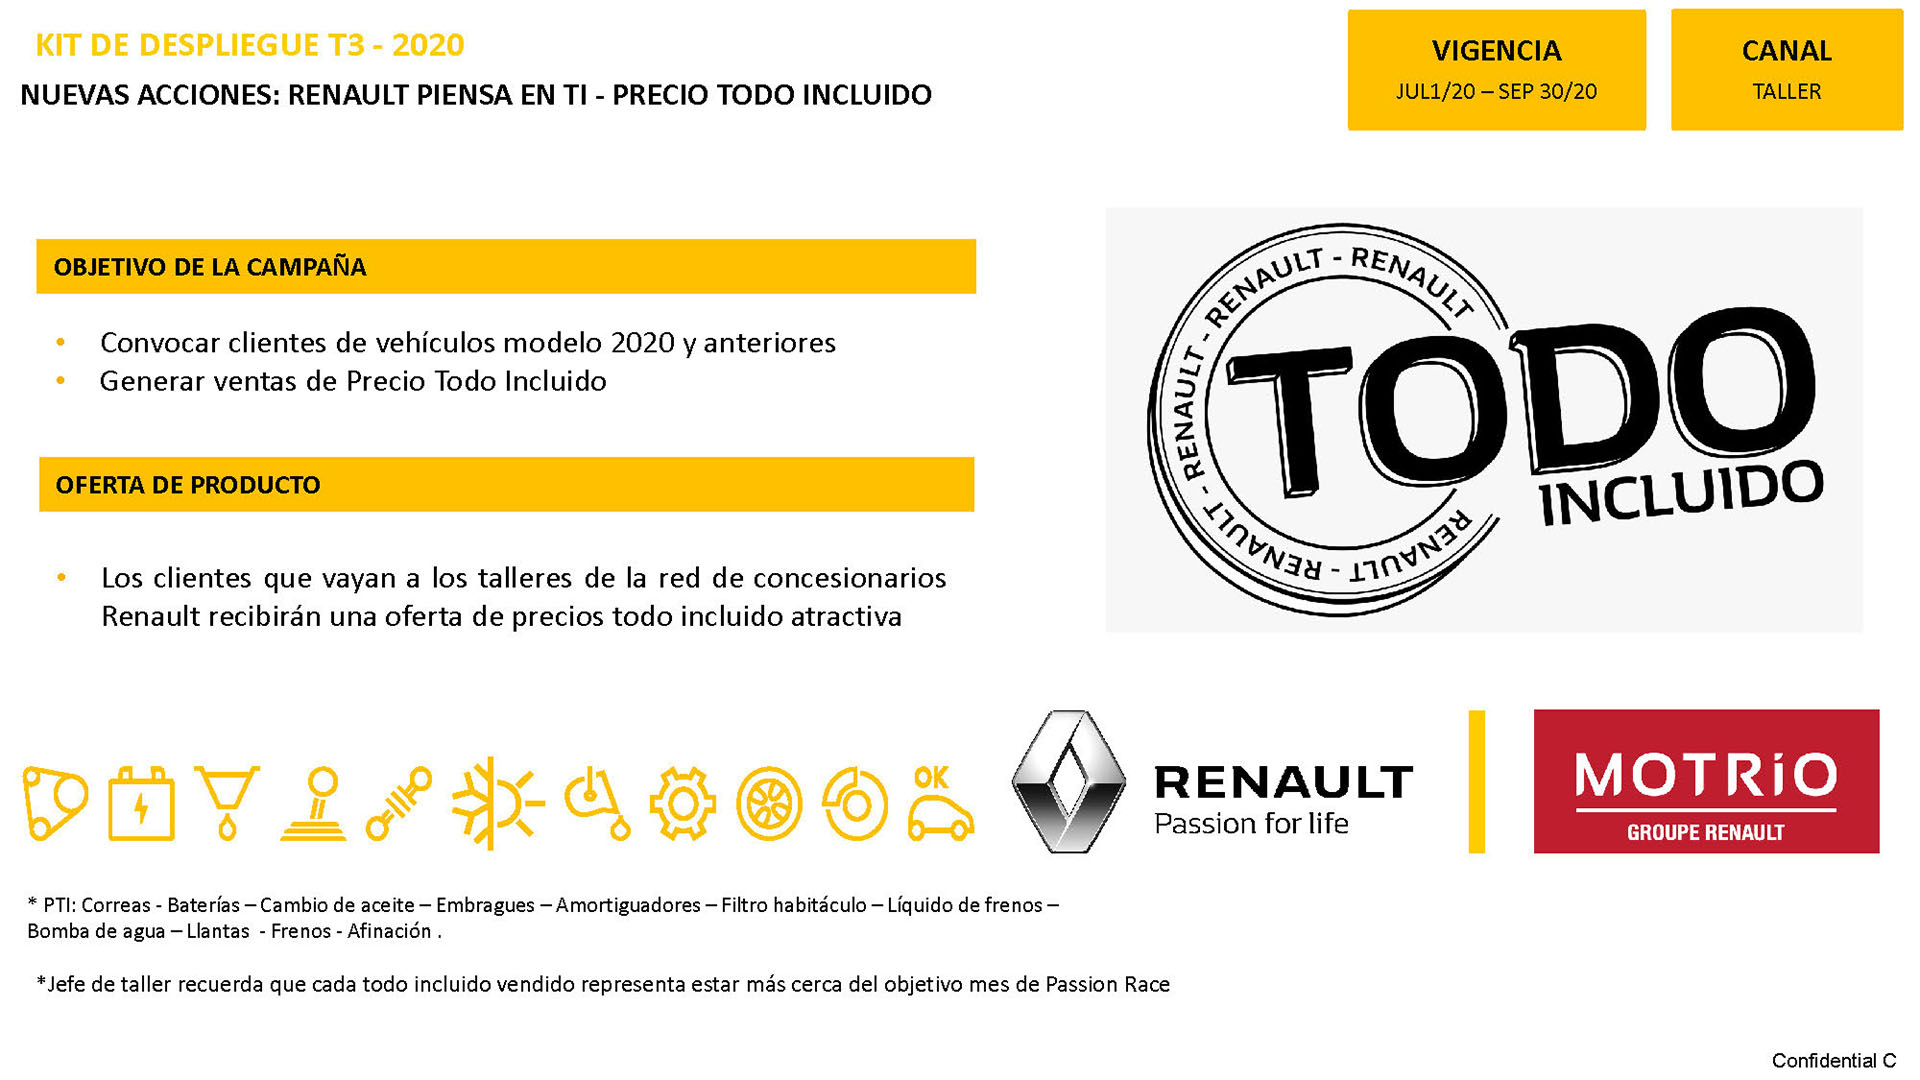 KIT DE DESPLIEGUE T3 - 2020
NUEVAS ACCIONES: RENAULT PIENSA EN TI - PRECIO TODO INCLUIDO
VIGENCIA
JUL1/20 – SEP 30/20
CANAL
TALLER
OBJETIVO DE LA CAMPAÑA
• Convocar clientes de vehículos modelo 2020 y anteriores
• Generar ventas de Precio Todo Incluido
OFERTA DE PRODUCTO
• Los clientes que vayan a los talleres de la red de concesionarios
Renault recibirán una oferta de precios todo incluido atractiva
RENAULT - RENAULT - RENAULT - RENAULT - RENAULT - RENAULT
TODO
INCLUIDO
OK
RENAULT
Passion for life
MOTRiO
GROUPE RENAULT
* PTI: Correas - Baterías – Cambio de aceite – Embragues – Amortiguadores – Filtro habitáculo – Líquido de frenos –
Bomba de agua – Llantas - Frenos - Afinación .
*Jefe de taller recuerda que cada todo incluido vendido representa estar más cerca del objetivo mes de Passion Race
Confidential C